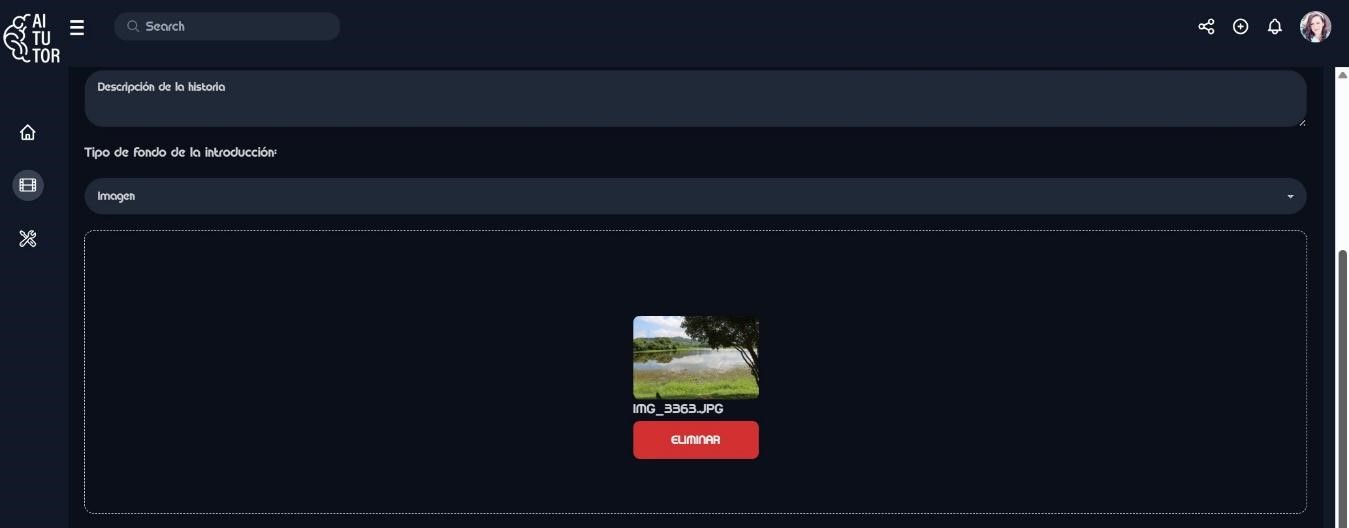 AI
TU
TOR
Search
Descripción de la historia
Tipo de fondo de la introducción:
Imagen
IMG_3363.JPG
ELIMINAR